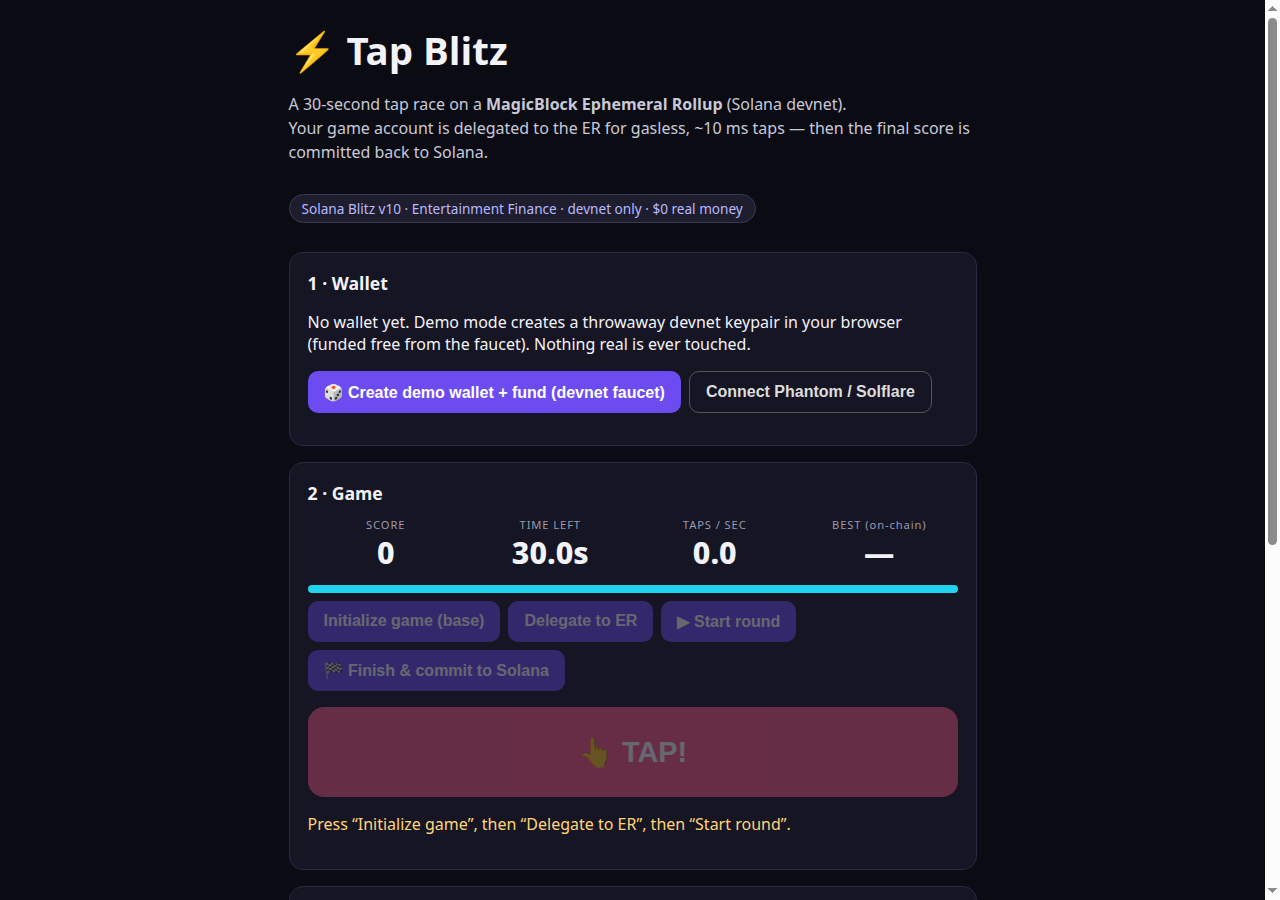 ⚡ Tap Blitz
A 30-second tap race on a MagicBlock Ephemeral Rollup (Solana devnet).
Your game account is delegated to the ER for gasless, ~10 ms taps — then the final score is
committed back to Solana.
Solana Blitz v10 · Entertainment Finance · devnet only · $0 real money
1 · Wallet
No wallet yet. Demo mode creates a throwaway devnet keypair in your browser
(funded free from the faucet). Nothing real is ever touched.
🎲 Create demo wallet + fund (devnet faucet) Connect Phantom / Solflare
2 · Game
SCORE TIME LEFT TAPS / SEC BEST (on-chain)
0 30.0s 0.0 —
Initialize game (base) Delegate to ER ▶ Start round
🏁 Finish & commit to Solana
👆 TAP!
Press “Initialize game”, then “Delegate to ER”, then “Start round”.